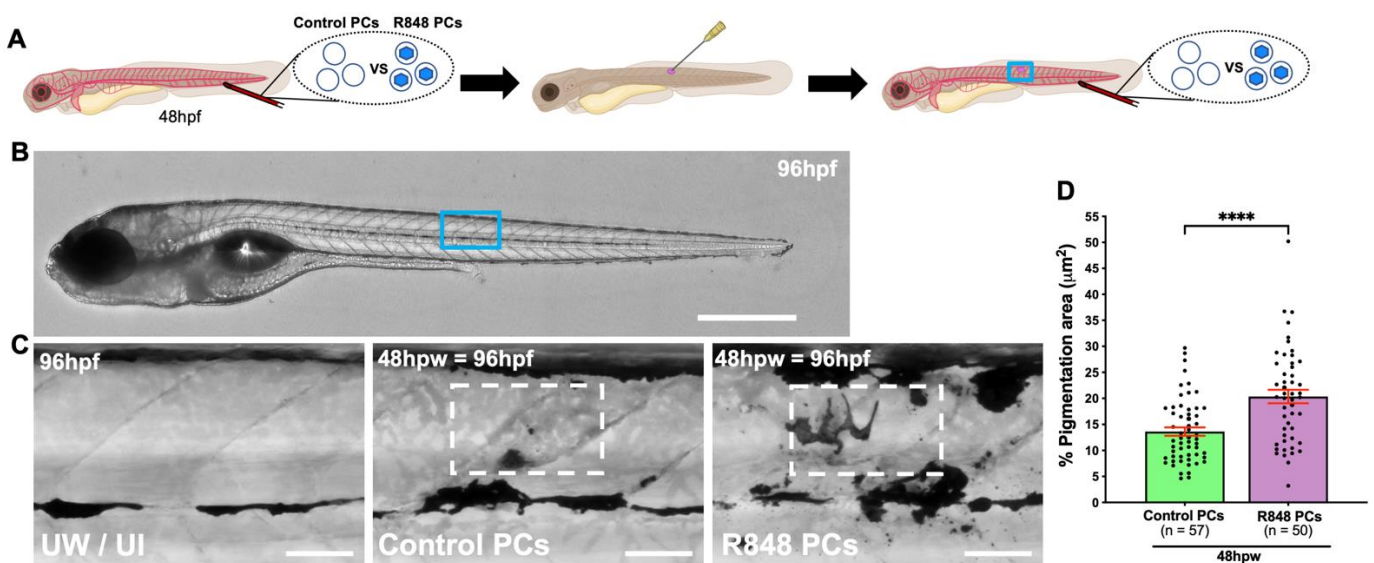 A
Control PCs R848 PCs
VS
48hpf
VS
B
96hpf
C
96hpf
UW / UI
48hpw = 96hpf
Control PCs
48hpw = 96hpf
R848 PCs
D
% Pigmentation area (μm²)
55
50
45
40
35
30
25
20
15
10
5
0
****
Control PCs
(n = 57)
R848 PCs
(n = 50)
48hpw